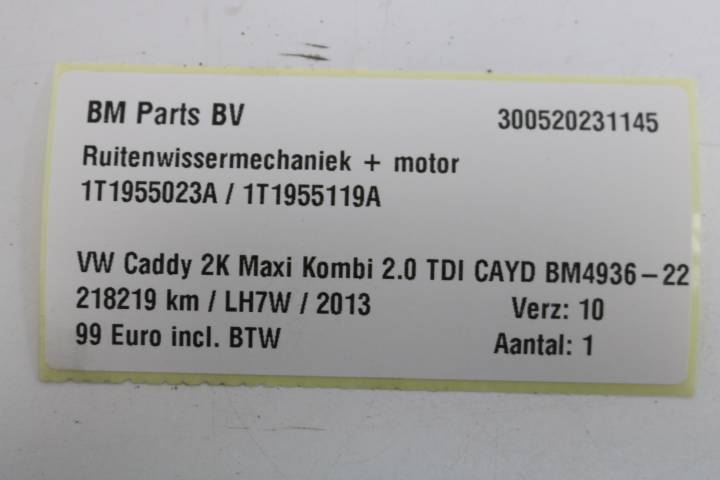 BM Parts BV 300520231145
Ruitenwissermechaniek + motor
1T1955023A / 1T1955119A
VW Caddy 2K Maxi Kombi 2.0 TDI CAYD BM4936-22
218219 km / LH7W / 2013 Verz: 10
99 Euro incl. BTW Aantal: 1